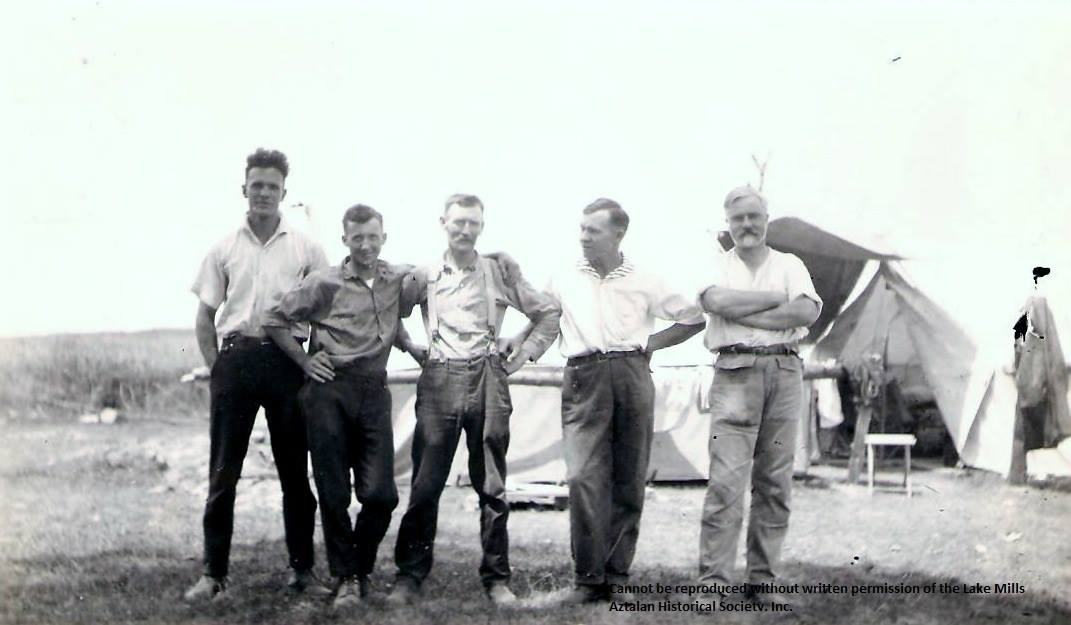 Cannot be reproduced without written permission of the Lake Mills
Aztalan Historical Society. Inc.